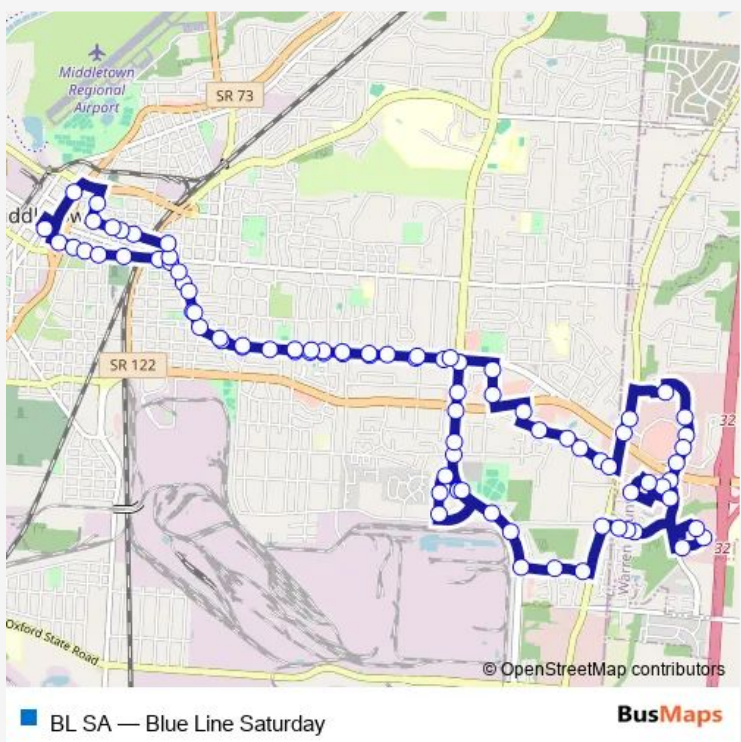 Middletown
Regional
Airport
SR 73
SR 122
32
32
Warren
Oxford State Road
© OpenStreetMap contributors
BL SA — Blue Line Saturday
BusMaps